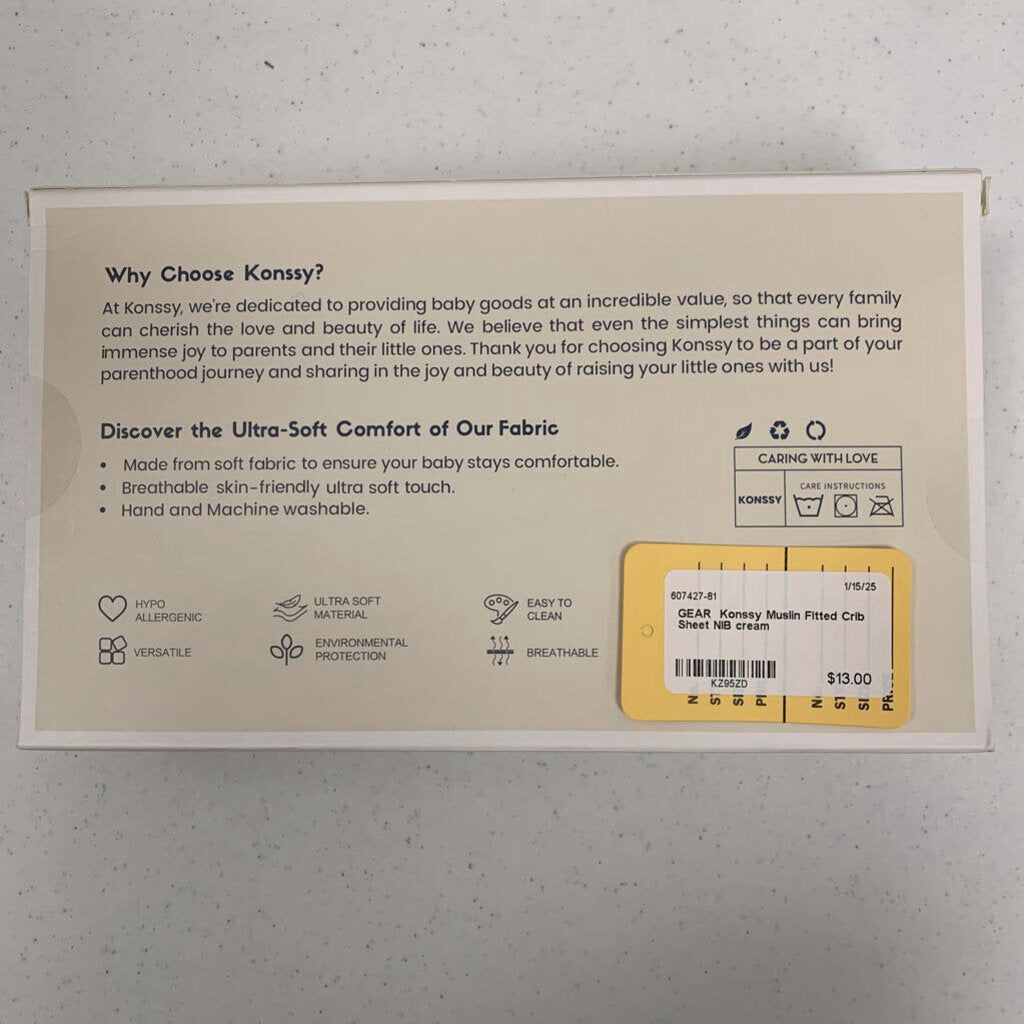 Why Choose Konssy?
At Konssy, we're dedicated to providing baby goods at an incredible value, so that every family
can cherish the love and beauty of life. We believe that even the simplest things can bring
immense joy to parents and their little ones. Thank you for choosing Konssy to be a part of your
parenthood journey and sharing in the joy and beauty of raising your little ones with us!
Discover the Ultra-Soft Comfort of Our Fabric
• Made from soft fabric to ensure your baby stays comfortable.
• Breathable skin-friendly ultra soft touch.
• Hand and Machine washable.
CARING WITH LOVE
KONSSY
CARE INSTRUCTIONS
HYPO
ALLERGENIC
ULTRA SOFT
MATERIAL
EASY TO
CLEAN
VERSATILE
ENVIRONMENTAL
PROTECTION
BREATHABLE
1/15/25
607427-81
GEAR Konssy Muslin Fitted Crib
Sheet NIB cream
KZ95ZD
$13.00